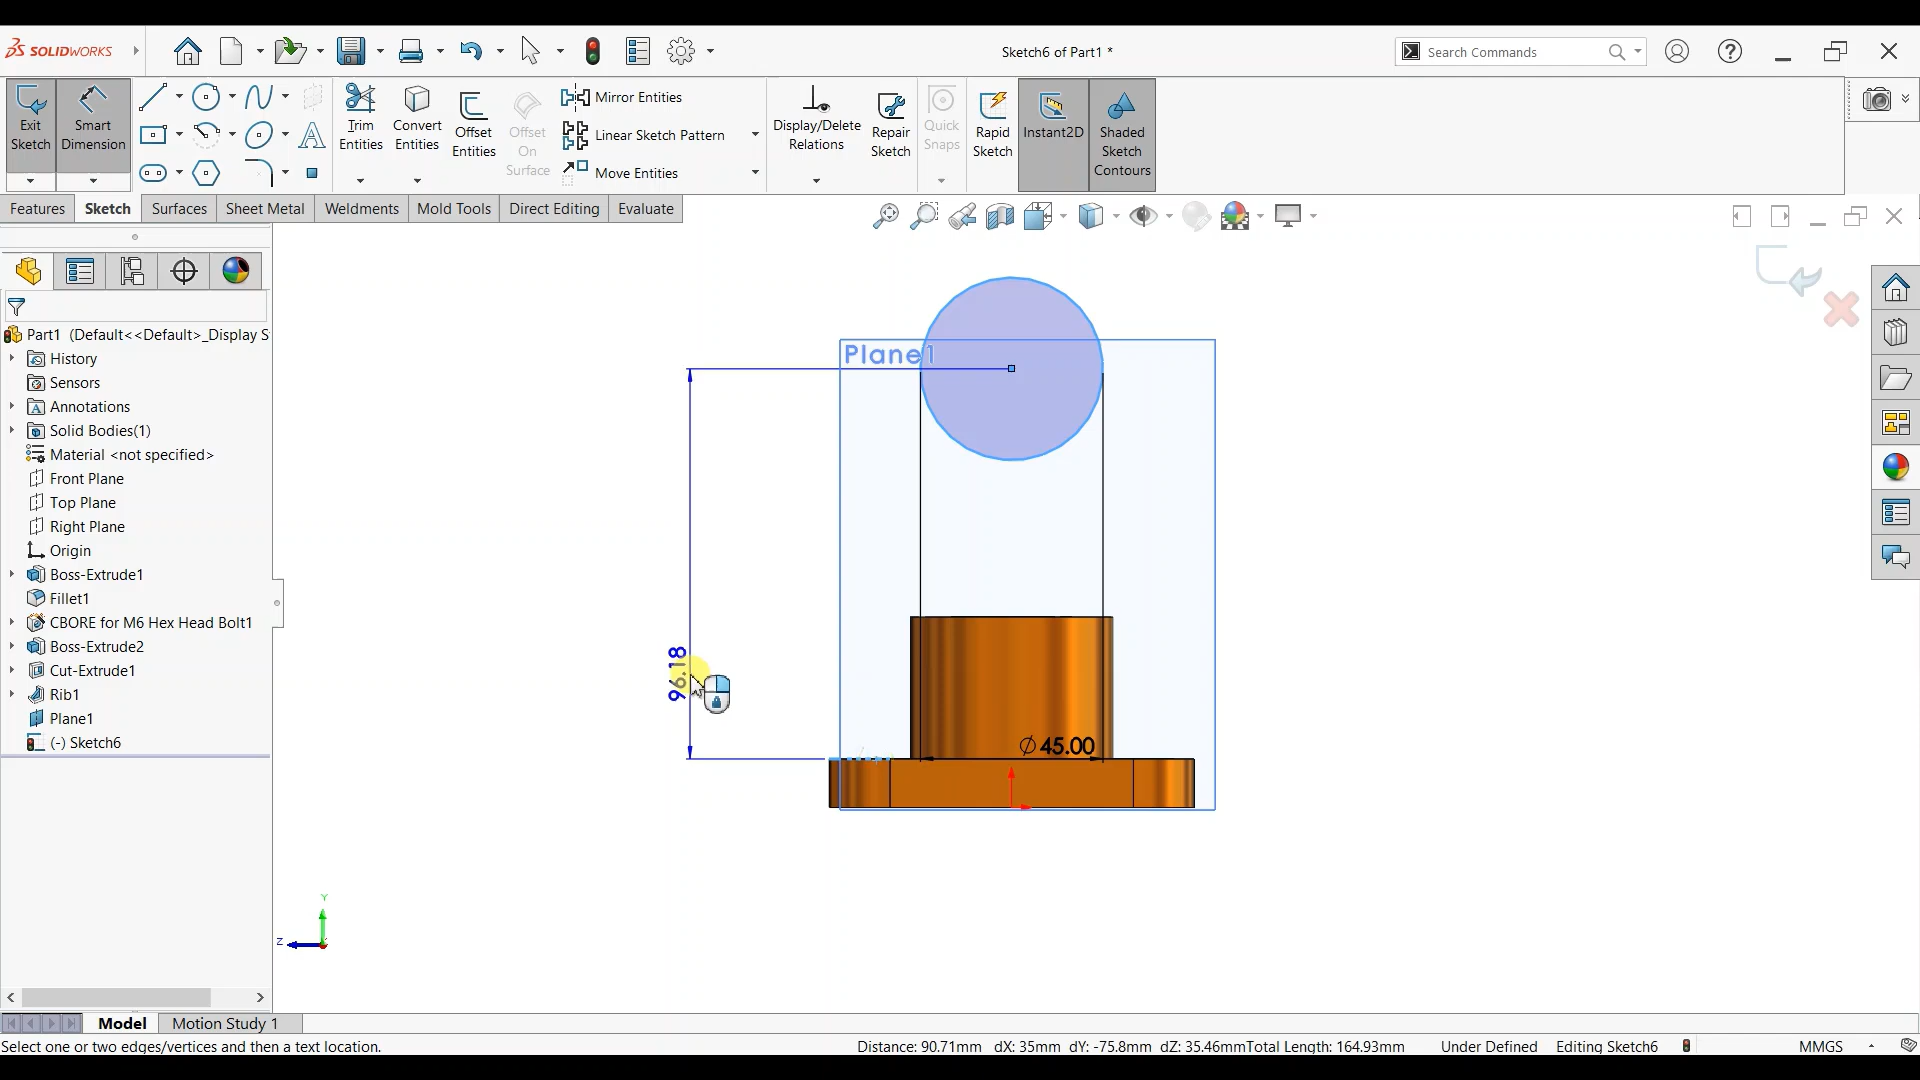 SOLIDWORKS
Sketch6 of Part1 *
Search Commands
Exit Sketch
Smart Dimension
Trim Entities
Convert Entities
Offset Entities
Offset On Surface
Mirror Entities
Linear Sketch Pattern
Move Entities
Display/Delete Relations
Repair Sketch
Quick Snaps
Rapid Sketch
Instant2D
Shaded Sketch Contours
Features
Sketch
Surfaces
Sheet Metal
Weldments
Mold Tools
Direct Editing
Evaluate
Part1 (Default<<Default>_Display S
History
Sensors
Annotations
Solid Bodies(1)
Material <not specified>
Front Plane
Top Plane
Right Plane
Origin
Boss-Extrude1
Fillet1
CBORE for M6 Hex Head Bolt1
Boss-Extrude2
Cut-Extrude1
Rib1
Plane1
(-) Sketch6
Plane1
96.18
∅45.00
Y
Z
Model
Motion Study 1
Select one or two edges/vertices and then a text location.
Distance: 90.71mm dX: 35mm dY: -75.8mm dZ: 35.46mmTotal Length: 164.93mm
Under Defined
Editing Sketch6
MMGS